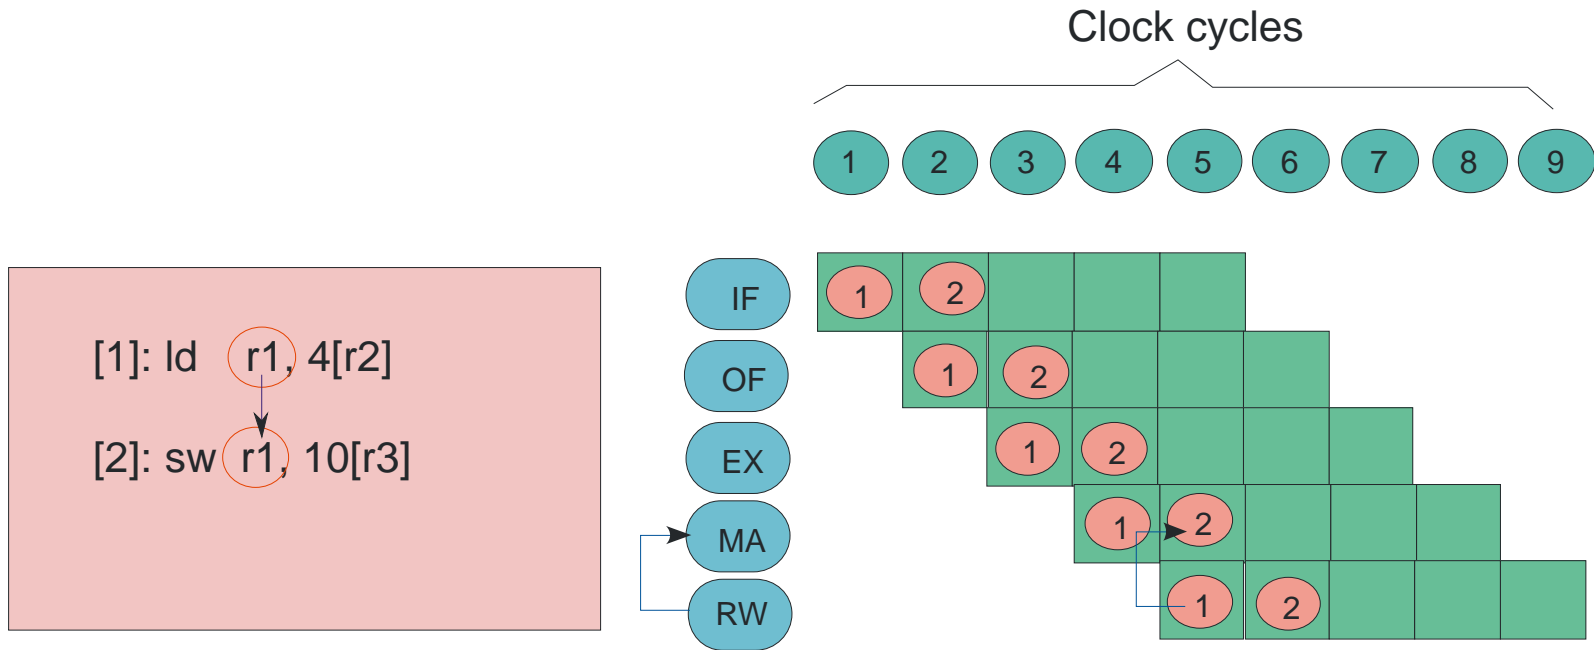 Clock cycles
1 2 3 4 5 6 7 8 9
[1]: ld r1, 4[r2]
[2]: sw r1, 10[r3]
IF 1 2
OF 1 2
EX 1 2
MA 1 2
RW 1 2